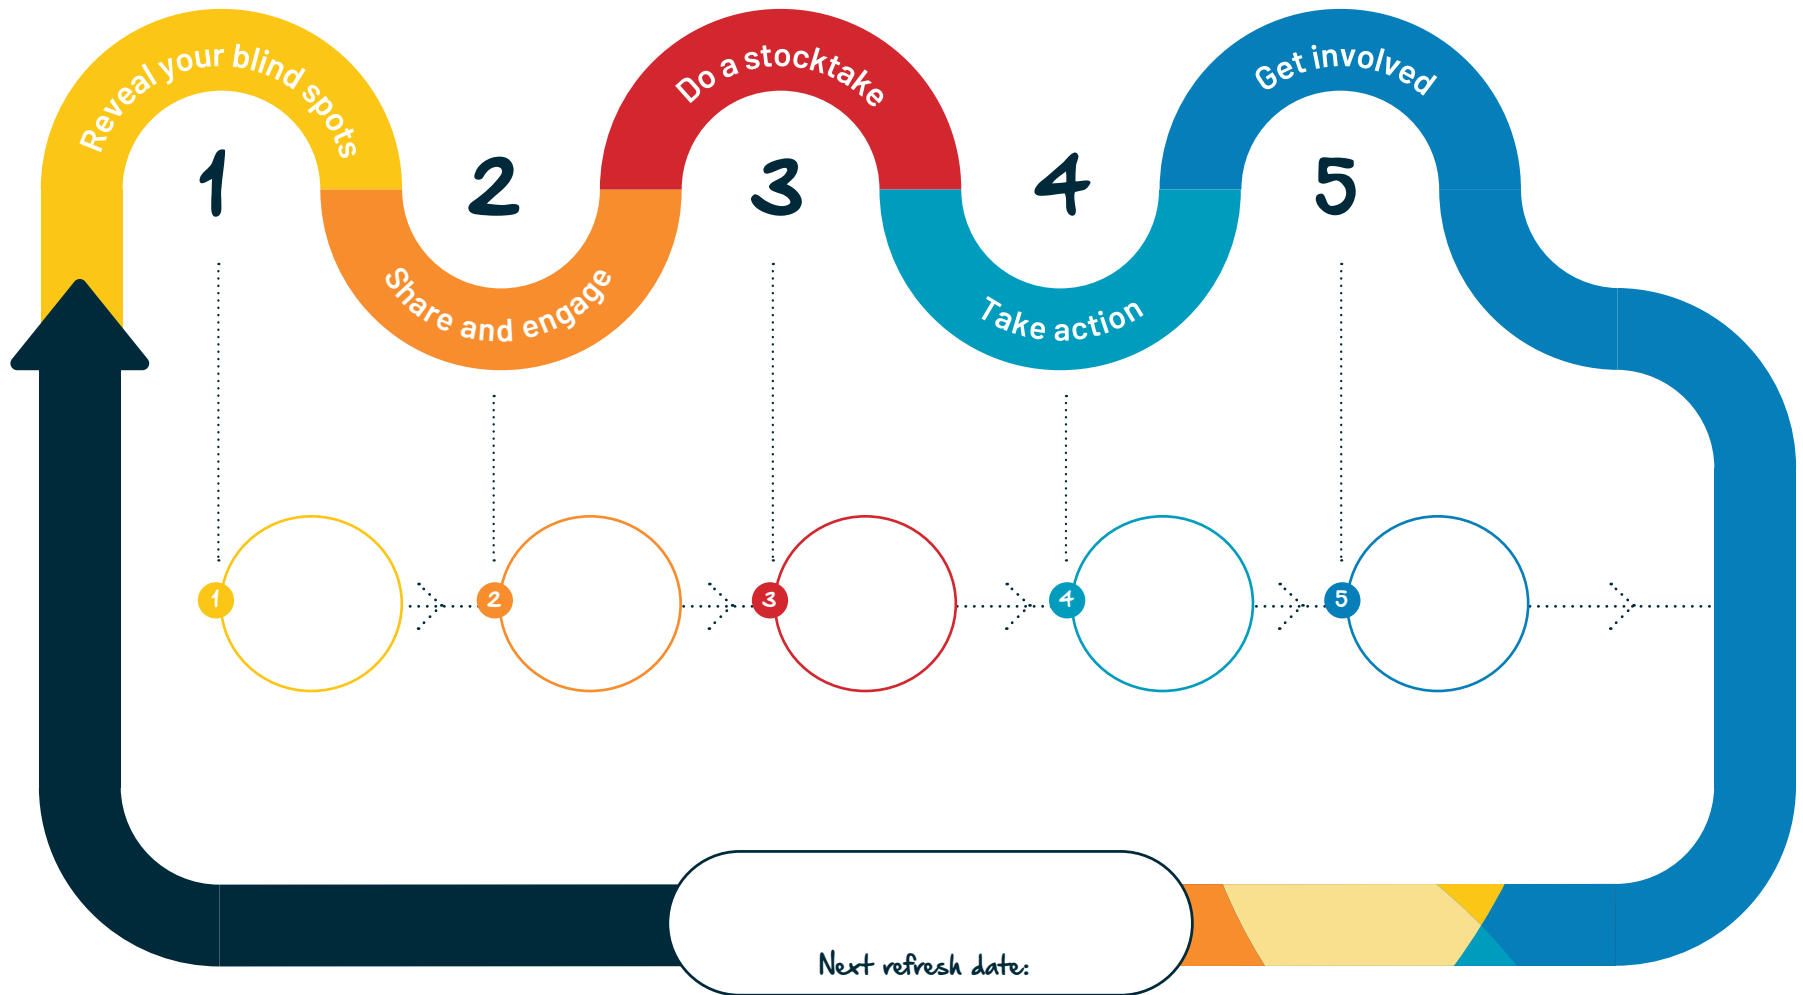 Reveal your blind spots
1
Share and engage
2
Do a stocktake
3
Take action
4
Get involved
5
1
2
3
4
5
Next refresh date: